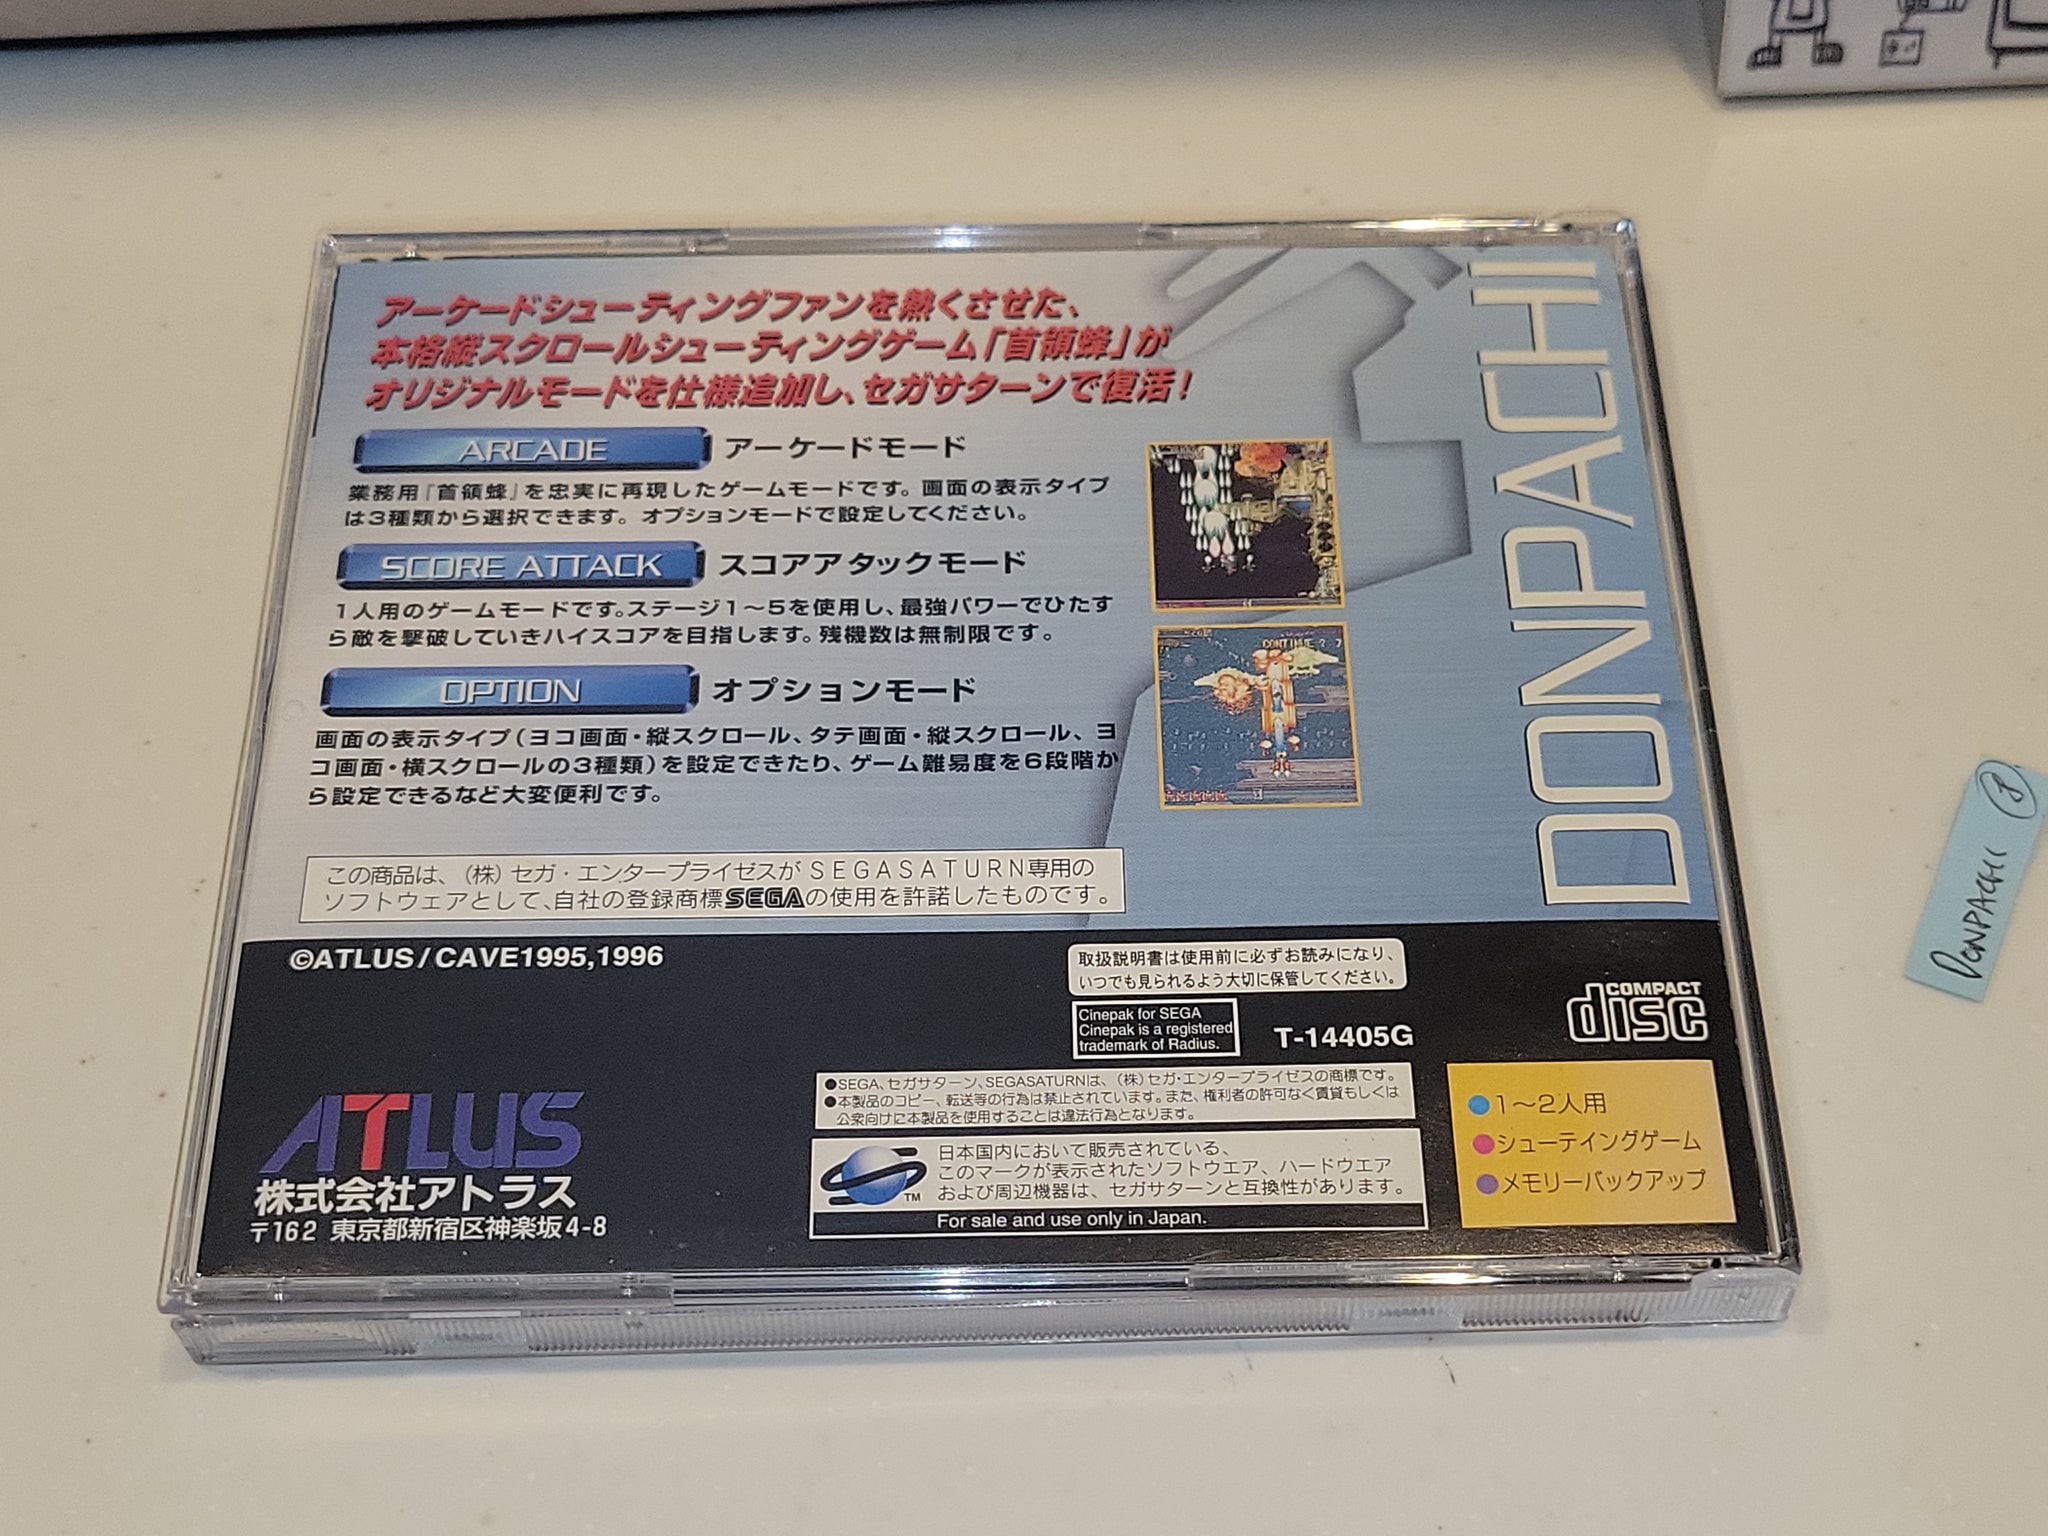 アーケードシューティングファンを熱くさせた、
本格縦スクロールシューティングゲーム「首領蜂」が
オリジナルモードを仕様追加し、セガサターンで復活!
ARCADE アーケードモード
業務用『首領蜂』を忠実に再現したゲームモードです。画面の表示タイプ
は3種類から選択できます。オプションモードで設定してください。
SCORE ATTACK スコアアタックモード
1人用のゲームモードです。ステージ1〜5を使用し、最強パワーでひたす
ら敵を撃破していきハイスコアを目指します。残機数は無制限です。
OPTION オプションモード
画面の表示タイプ(ヨコ画面・縦スクロール、タテ画面・縦スクロール、ヨ
コ画面・横スクロールの3種類)を設定できたり、ゲーム難易度を6段階か
ら設定できるなど大変便利です。
CONTINUE ? 7
DONPACHI
この商品は、(株)セガ・エンタープライゼスがSEGASATURN専用の
ソフトウェアとして、自社の登録商標SEGAの使用を許諾したものです。
©ATLUS/CAVE1995,1996
取扱説明書は使用前に必ずお読みになり、
いつでも見られるよう大切に保管してください。
Cinepak for SEGA
Cinepak is a registered
trademark of Radius.
T-14405G
COMPACT
disc
●SEGA、セガサターン、SEGASATURNは、(株)セガ・エンタープライゼスの商標です。
●本製品のコピー、転送等の行為は禁止されています。また、権利者の許可なく賃貸もしくは
公衆向けに本製品を使用することは違法行為となります。
日本国内において販売されている、
このマークが表示されたソフトウエア、ハードウエア
および周辺機器は、セガサターンと互換性があります。
TM
For sale and use only in Japan.
●1〜2人用
●シューテイングゲーム
●メモリーバックアップ
ATLUS
株式会社アトラス
〒162 東京都新宿区神楽坂4-8
DONPACHI